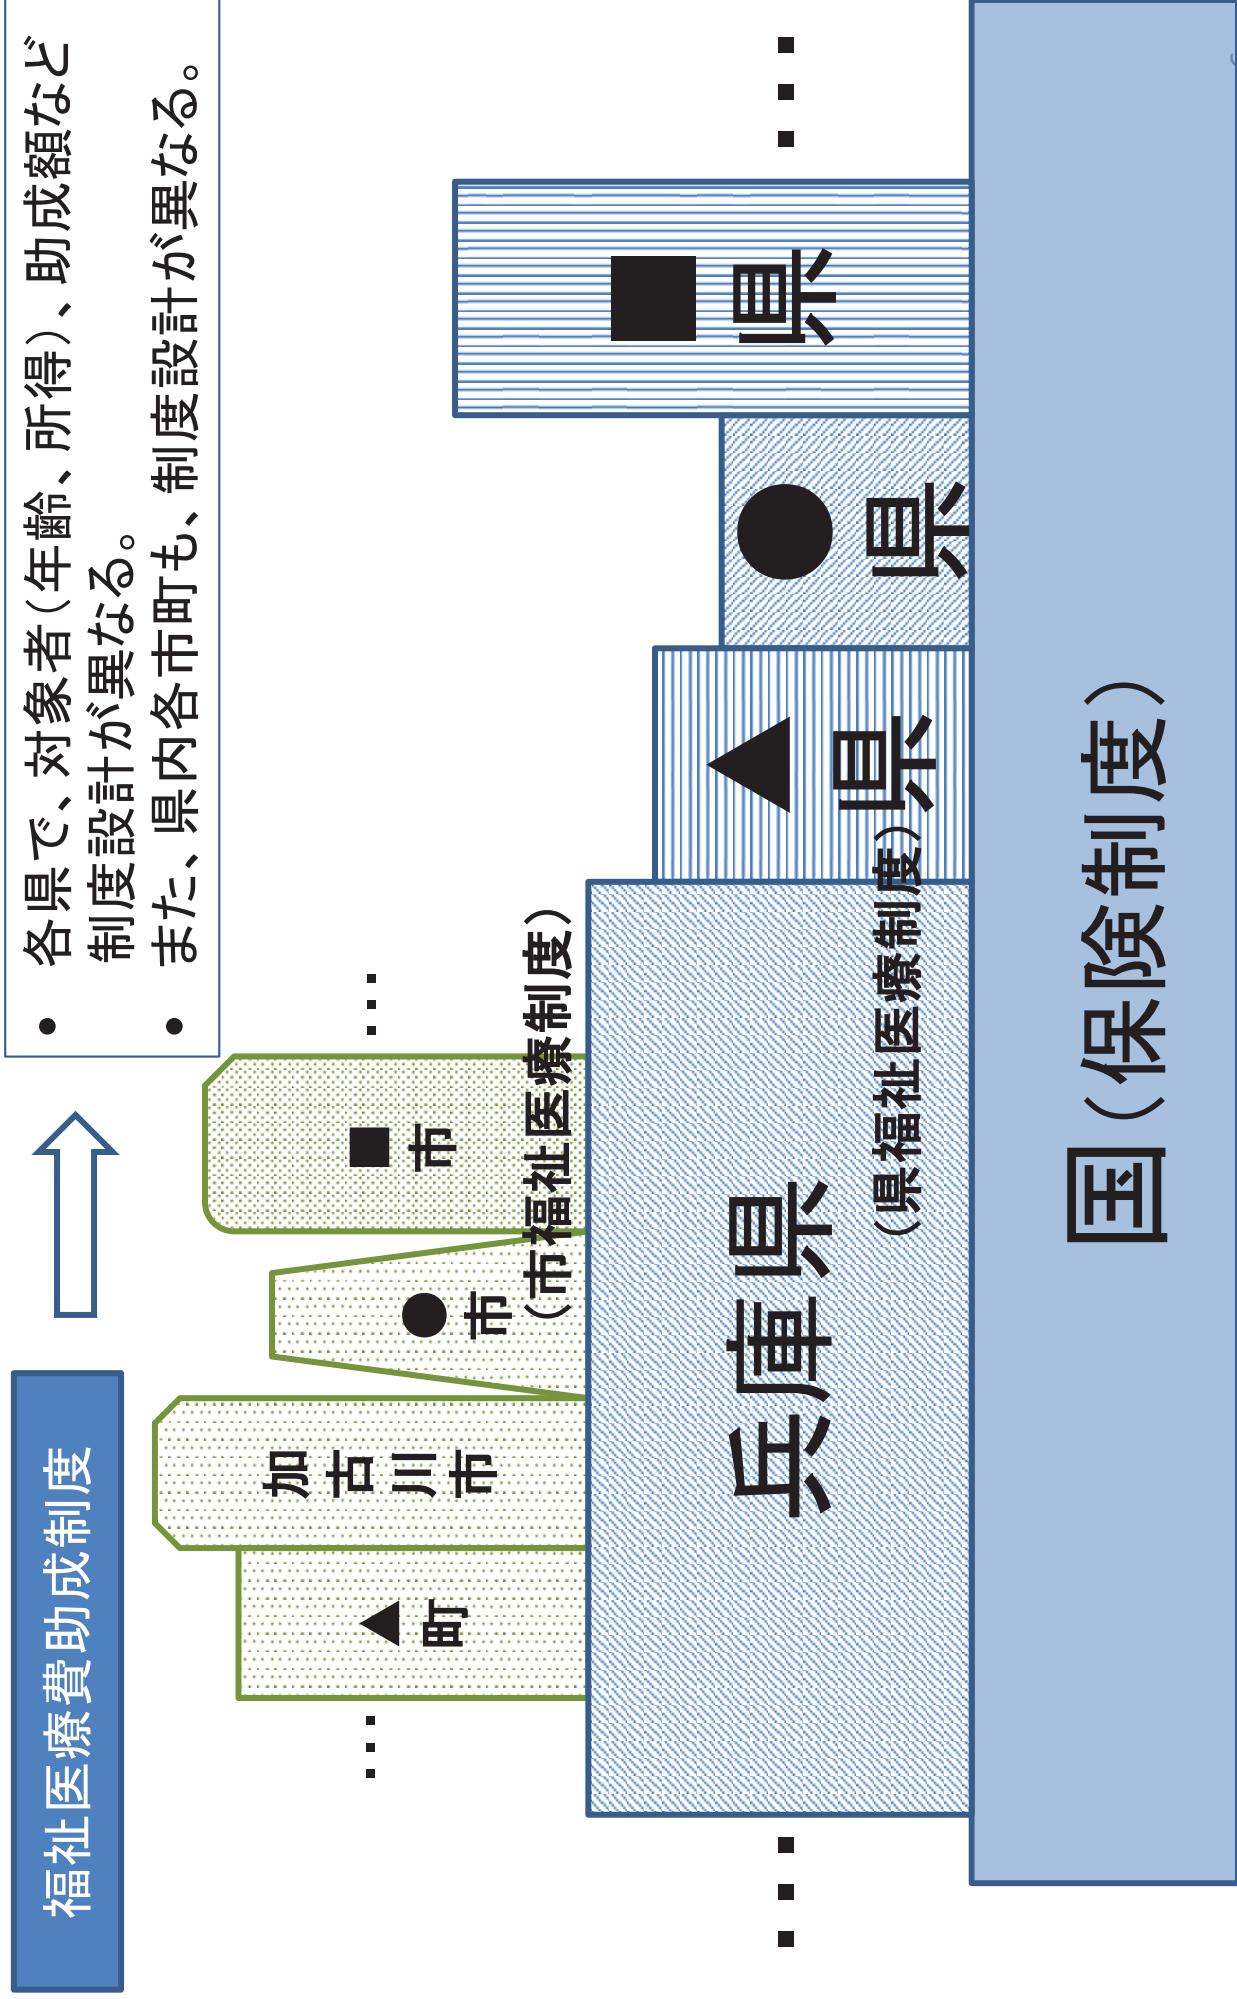 福祉医療費助成制度
• 各県で、対象者(年齢、所得)、助成額など
制度設計が異なる。
• また、県内各市町も、制度設計が異なる。
▲町
加古川市
●市
■市
(市福祉医療制度)
兵庫県
(県福祉医療制度)
▲県
●県
■県
国(保険制度)